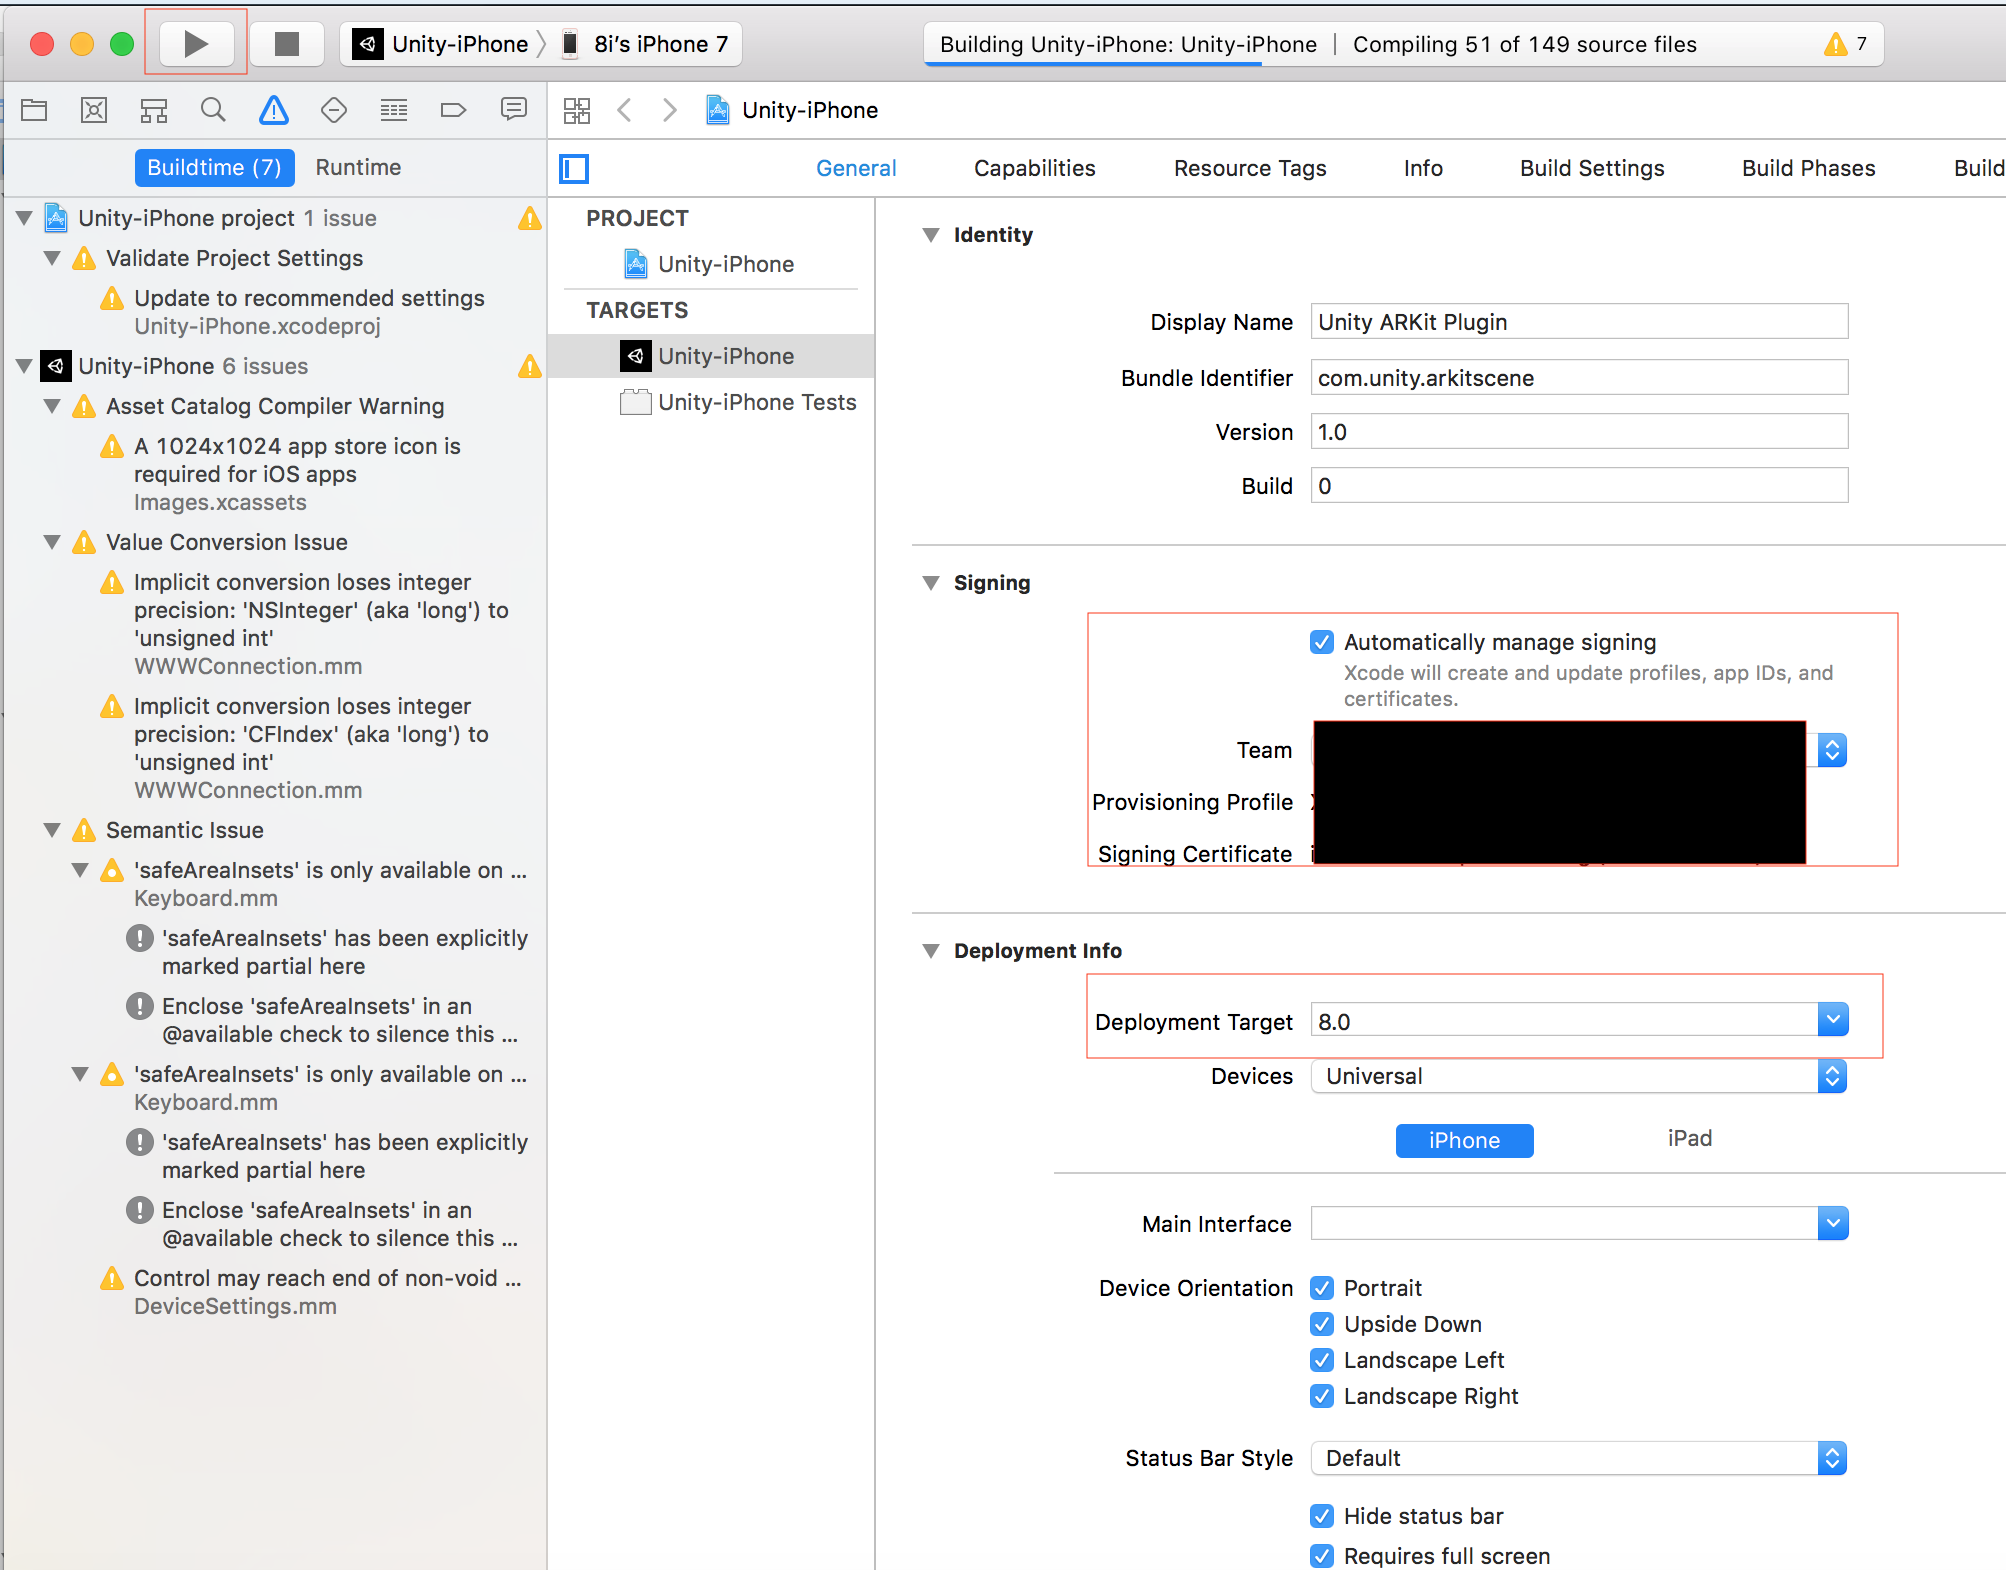 Unity-iPhone
8i's iPhone 7
Building Unity-iPhone: Unity-iPhone | Compiling 51 of 149 source files
7
Unity-iPhone
Buildtime (7)
Runtime
General
Capabilities
Resource Tags
Info
Build Settings
Build Phases
Build
Unity-iPhone project 1 issue
Validate Project Settings
Update to recommended settings
Unity-iPhone.xcodeproj
Unity-iPhone 6 issues
Asset Catalog Compiler Warning
A 1024x1024 app store icon is
required for iOS apps
Images.xcassets
Value Conversion Issue
Implicit conversion loses integer
precision: 'NSInteger' (aka 'long') to
'unsigned int'
WWWConnection.mm
Implicit conversion loses integer
precision: 'CFIndex' (aka 'long') to
'unsigned int'
WWWConnection.mm
Semantic Issue
'safeAreaInsets' is only available on ...
Keyboard.mm
'safeAreaInsets' has been explicitly
marked partial here
Enclose 'safeAreaInsets' in an
@available check to silence this ...
'safeAreaInsets' is only available on ...
Keyboard.mm
'safeAreaInsets' has been explicitly
marked partial here
Enclose 'safeAreaInsets' in an
@available check to silence this ...
Control may reach end of non-void ...
DeviceSettings.mm
PROJECT
Unity-iPhone
TARGETS
Unity-iPhone
Unity-iPhone Tests
Identity
Display Name Unity ARKit Plugin
Bundle Identifier com.unity.arkitscene
Version 1.0
Build 0
Signing
Automatically manage signing
Xcode will create and update profiles, app IDs, and
certificates.
Team
Provisioning Profile
Signing Certificate
Deployment Info
Deployment Target 8.0
Devices Universal
iPhone iPad
Main Interface
Device Orientation Portrait
Upside Down
Landscape Left
Landscape Right
Status Bar Style Default
Hide status bar
Requires full screen